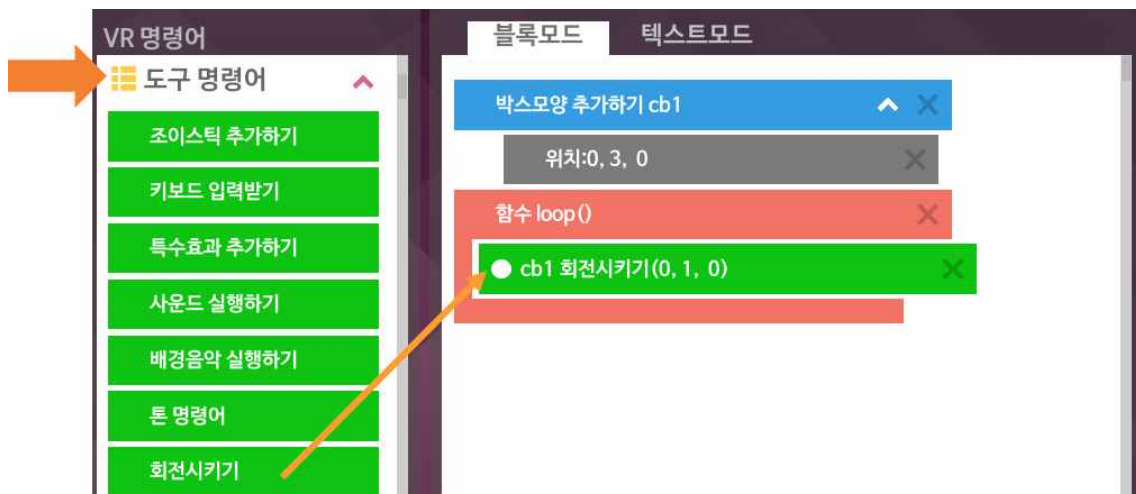 VR 명령어
도구 명령어
조이스틱 추가하기
키보드 입력받기
특수효과 추가하기
사운드 실행하기
배경음악 실행하기
톤 명령어
회전시키기
블록모드 텍스트모드
박스모양 추가하기 cb1
위치:0, 3, 0
함수 loop()
cb1 회전시키기(0, 1, 0)